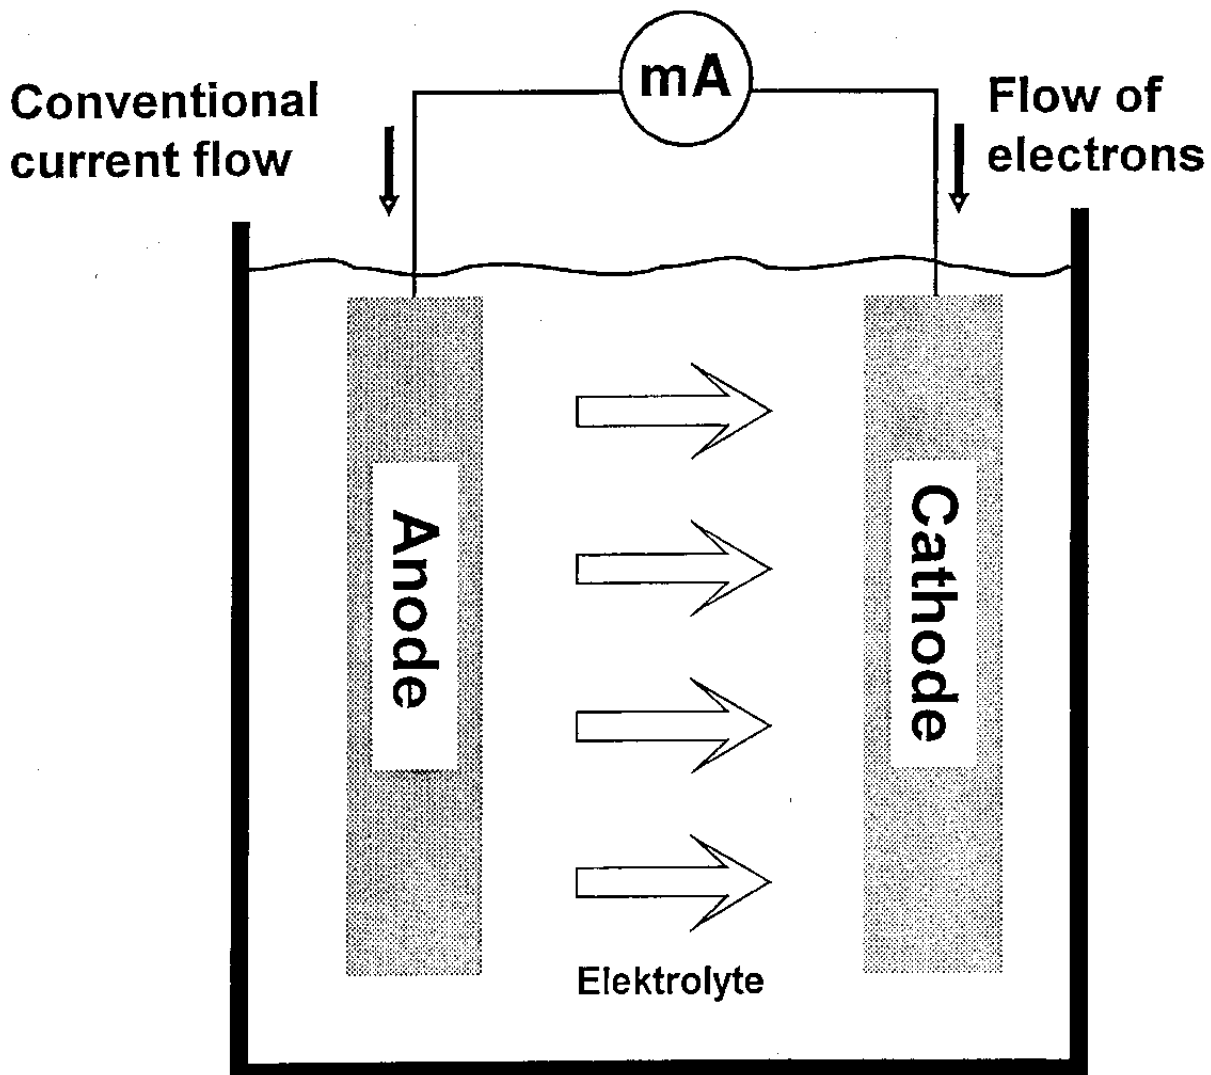 Conventional
current flow
mA
Flow of
electrons
Anode
Cathode
Elektrolyte